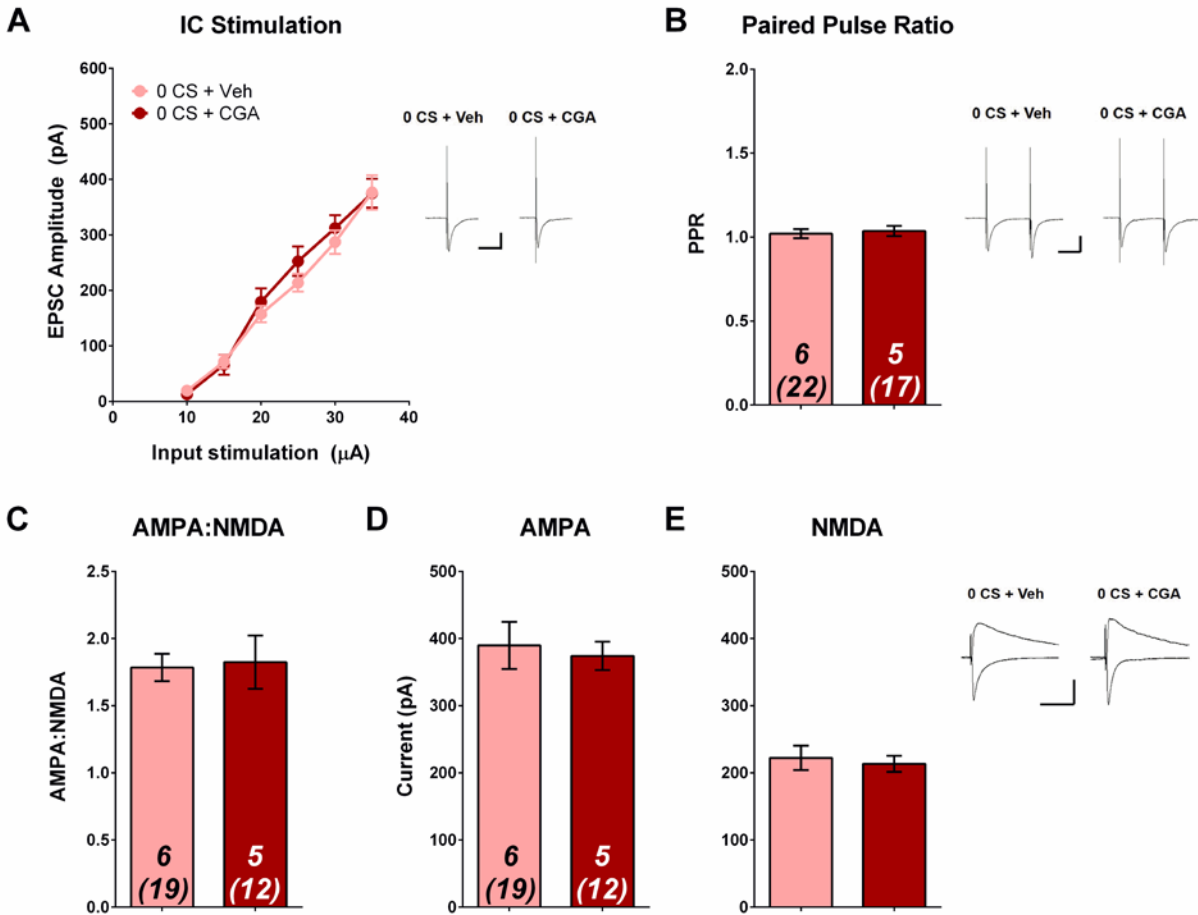 A
IC Stimulation
600
500
400
300
200
100
0
0
10
20
30
40
EPSC Amplitude (pA)
Input stimulation (μA)
0 CS + Veh
0 CS + CGA
0 CS + Veh
0 CS + CGA
B
Paired Pulse Ratio
2.0
1.5
1.0
0.5
0.0
PPR
6
(22)
5
(17)
0 CS + Veh
0 CS + CGA
C
AMPA:NMDA
2.5
2.0
1.5
1.0
0.5
0.0
AMPA:NMDA
6
(19)
5
(12)
D
AMPA
500
400
300
200
100
0
Current (pA)
6
(19)
5
(12)
E
NMDA
500
400
300
200
100
0
0 CS + Veh
0 CS + CGA